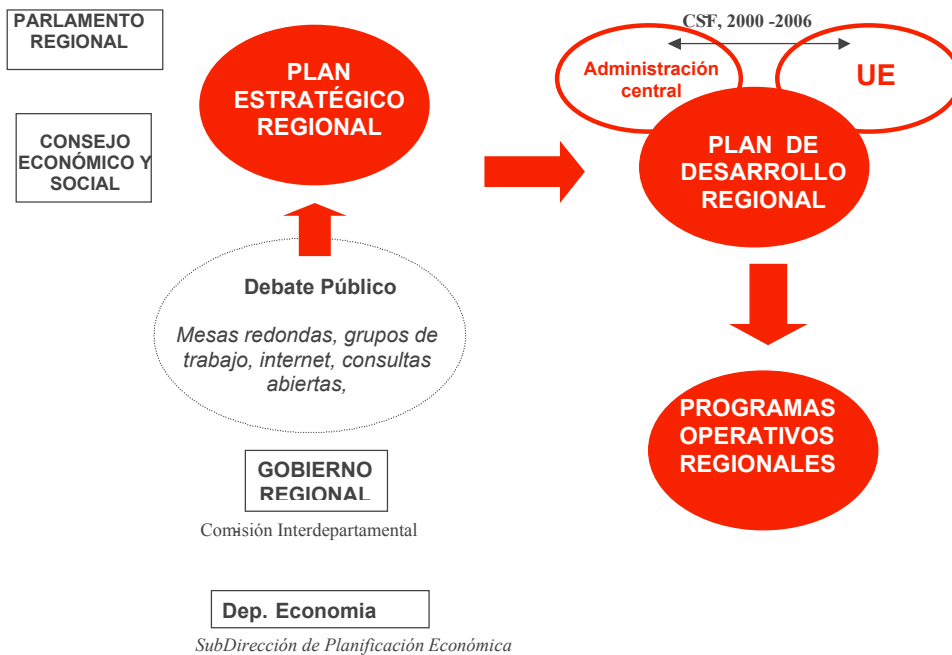 PARLAMENTO
REGIONAL
CONSEJO
ECONÓMICO Y
SOCIAL
PLAN
ESTRATÉGICO
REGIONAL
Debate Público
Mesas redondas, grupos de
trabajo, internet, consultas
abiertas,
GOBIERNO
REGIONAL
Comisión Interdepartamental
Dep. Economia
SubDirección de Planificación Económica
CSF, 2000 -2006
Administración
central
UE
PLAN DE
DESARROLLO
REGIONAL
PROGRAMAS
OPERATIVOS
REGIONALES